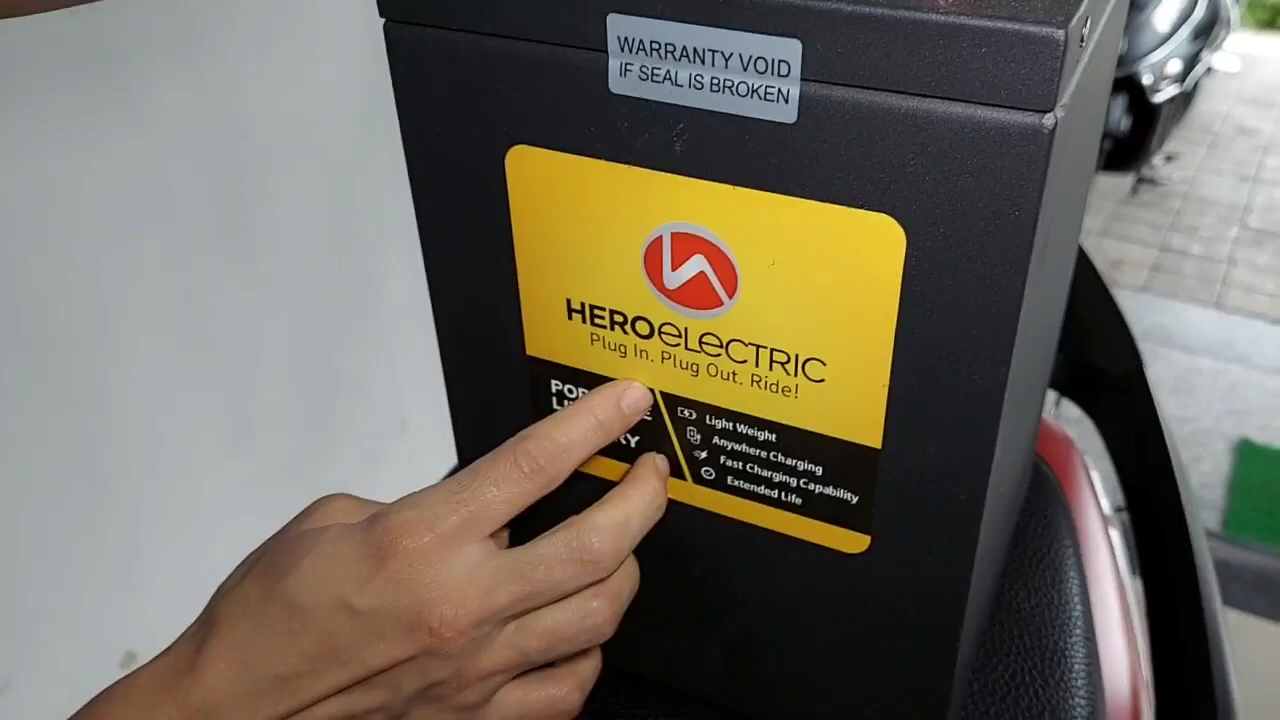 WARRANTY VOID
IF SEAL IS BROKEN
HEROeLecTRIC
Plug In. Plug Out. Ride!
Light Weight
Anywhere Charging
Fast Charging Capability
Extended Life